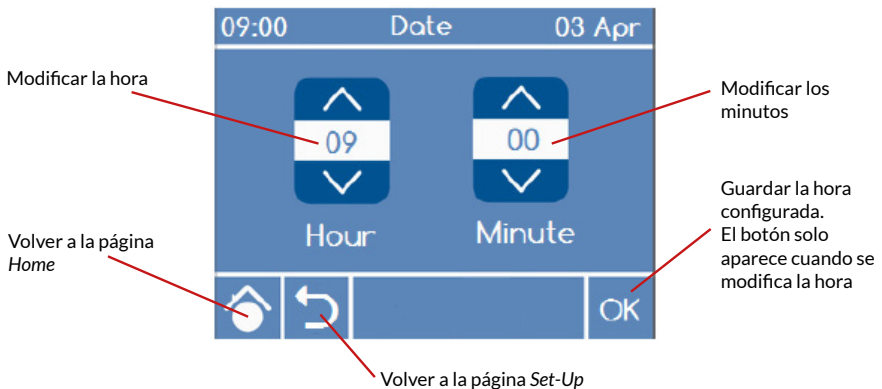 09:00 Date 03 Apr
Modificar la hora
Modificar los
minutos
09 00
Hour Minute
Guardar la hora
configurada.
El botón solo
aparece cuando se
modifica la hora
Volver a la página
Home
OK
Volver a la página Set-Up